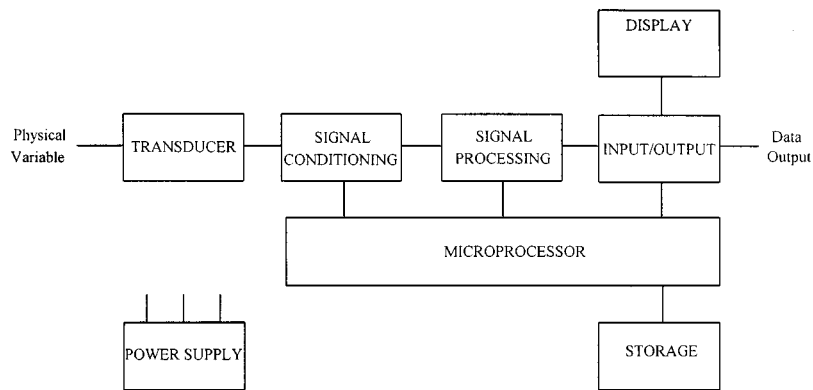 DISPLAY
Physical
Variable
TRANSDUCER
SIGNAL
CONDITIONING
SIGNAL
PROCESSING
INPUT/OUTPUT
Data
Output
MICROPROCESSOR
POWER SUPPLY
STORAGE